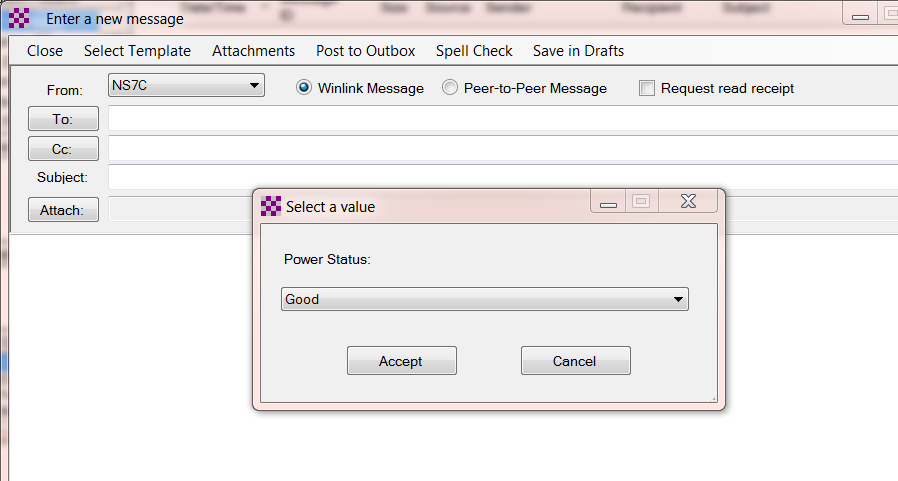 Enter a new message
Close Select Template Attachments Post to Outbox Spell Check Save in Drafts
From: NS7C Winlink Message Peer-to-Peer Message Request read receipt
To:
Cc:
Subject:
Attach:
Select a value
Power Status:
Good
Accept Cancel